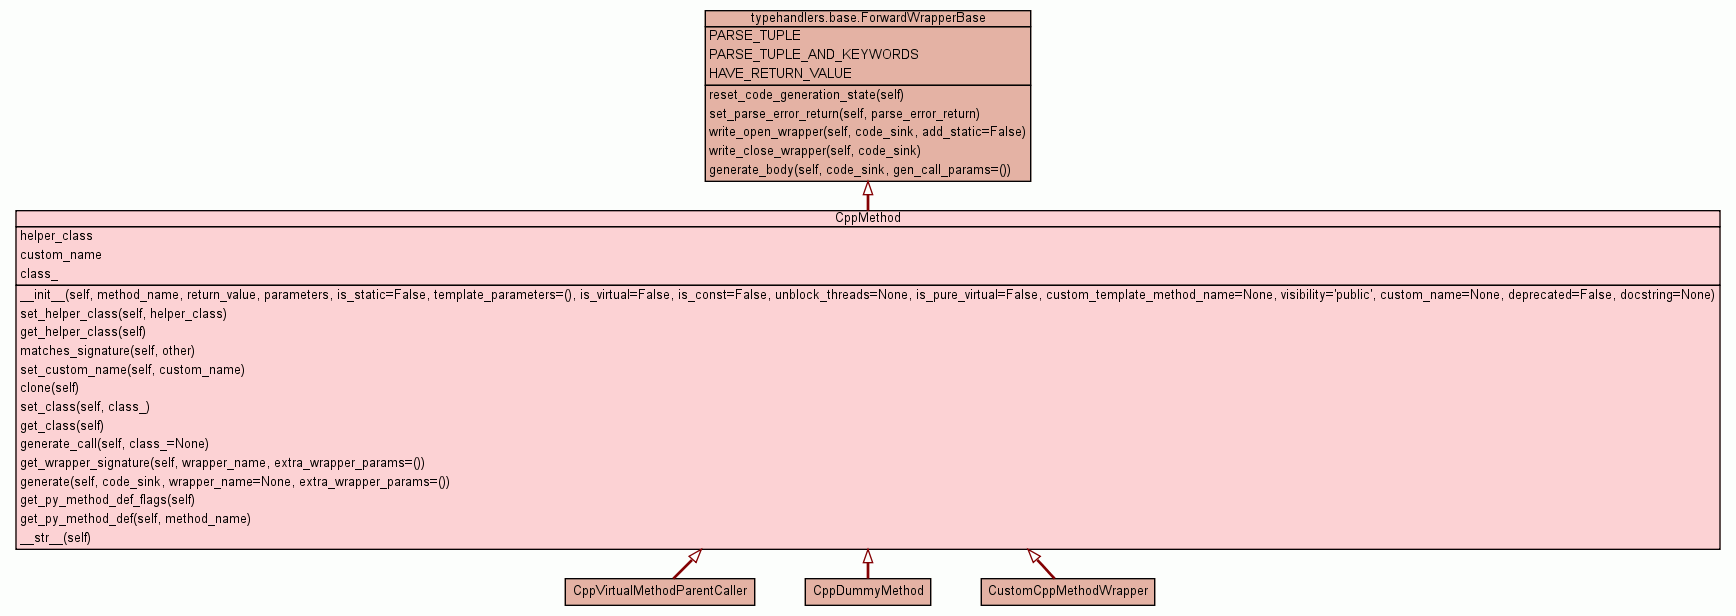 typehandlers.base.ForwardWrapperBase
PARSE_TUPLE
PARSE_TUPLE_AND_KEYWORDS
HAVE_RETURN_VALUE
reset_code_generation_state(self)
set_parse_error_return(self, parse_error_return)
write_open_wrapper(self, code_sink, add_static=False)
write_close_wrapper(self, code_sink)
generate_body(self, code_sink, gen_call_params=())
CppMethod
helper_class
custom_name
class_
__init__(self, method_name, return_value, parameters, is_static=False, template_parameters=(), is_virtual=False, is_const=False, unblock_threads=None, is_pure_virtual=False, custom_template_method_name=None, visibility='public', custom_name=None, deprecated=False, docstring=None)
set_helper_class(self, helper_class)
get_helper_class(self)
matches_signature(self, other)
set_custom_name(self, custom_name)
clone(self)
set_class(self, class_)
get_class(self)
generate_call(self, class_=None)
get_wrapper_signature(self, wrapper_name, extra_wrapper_params=())
generate(self, code_sink, wrapper_name=None, extra_wrapper_params=())
get_py_method_def_flags(self)
get_py_method_def(self, method_name)
__str__(self)
CppVirtualMethodParentCaller
CppDummyMethod
CustomCppMethodWrapper